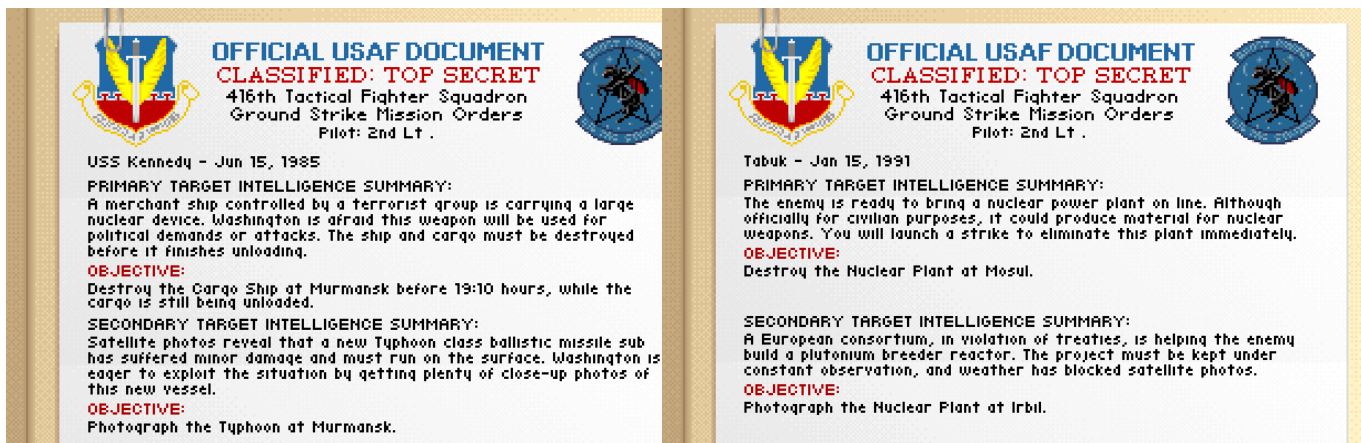 OFFICIAL USAF DOCUMENT
CLASSIFIED: TOP SECRET
416th Tactical Fighter Squadron
Ground Strike Mission Orders
Pilot: 2nd Lt .
USS Kennedy - Jun 15, 1985
PRIMARY TARGET INTELLIGENCE SUMMARY:
A merchant ship controlled by a terrorist group is carrying a large
nuclear device. Washington is afraid this weapon will be used for
political demands or attacks. The ship and cargo must be destroyed
before it finishes unloading.
OBJECTIVE:
Destroy the Cargo Ship at Murmansk before 19:10 hours, while the
cargo is still being unloaded.
SECONDARY TARGET INTELLIGENCE SUMMARY:
Satellite photos reveal that a new Typhoon class ballistic missile sub
has suffered minor damage and must run on the surface. Washington is
eager to exploit the situation by getting plenty of close-up photos of
this new vessel.
OBJECTIVE:
Photograph the Typhoon at Murmansk.
OFFICIAL USAF DOCUMENT
CLASSIFIED: TOP SECRET
416th Tactical Fighter Squadron
Ground Strike Mission Orders
Pilot: 2nd Lt .
Tabuk - Jan 15, 1991
PRIMARY TARGET INTELLIGENCE SUMMARY:
The enemy is ready to bring a nuclear power plant on line. Although
officially for civilian purposes, it could produce material for nuclear
weapons. You will launch a strike to eliminate this plant immediately.
OBJECTIVE:
Destroy the Nuclear Plant at Mosul.
SECONDARY TARGET INTELLIGENCE SUMMARY:
A European consortium, in violation of treaties, is helping the enemy
build a plutonium breeder reactor. The project must be kept under
constant observation, and weather has blocked satellite photos.
OBJECTIVE:
Photograph the Nuclear Plant at Irbil.